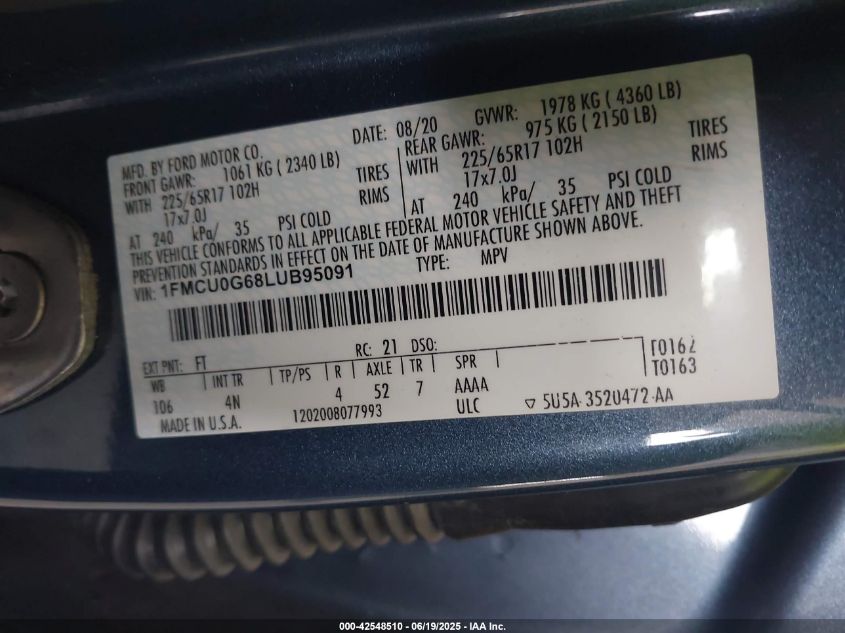 MFD. BY FORD MOTOR CO.
DATE: 08/20 GVWR: 1978 KG ( 4360 LB)
FRONT GAWR: 1061 KG ( 2340 LB)
REAR GAWR: 975 KG ( 2150 LB)
WITH 225/65R17 102H TIRES
WITH 225/65R17 102H TIRES
17x7.0J RIMS
17x7.0J RIMS
AT 240 kPa/ 35 PSI COLD
AT 240 kPa/ 35 PSI COLD
THIS VEHICLE CONFORMS TO ALL APPLICABLE FEDERAL MOTOR VEHICLE SAFETY AND THEFT
PREVENTION STANDARDS IN EFFECT ON THE DATE OF MANUFACTURE SHOWN ABOVE.
VIN: 1FMCU0G68LUB95091 TYPE: MPV
EXT PNT: FT RC: 21 DSO:
WB | INT TR | TP/PS | R | AXLE | TR | SPR
T0162
T0163
106 4N 4 52 7 AAAA
MADE IN U.S.A. 1202008077993 ULC ▽ 5U5A-3520472-AA
000-42548510 - 06/19/2025 - IAA Inc.